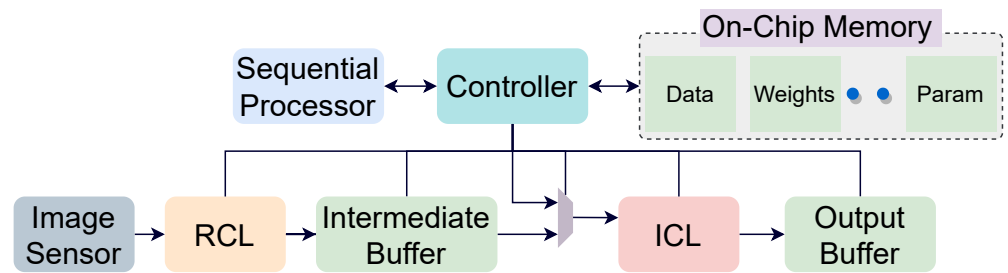 On-Chip Memory
Sequential
Processor
Controller
Data
Weights
Param
Image
Sensor
RCL
Intermediate
Buffer
ICL
Output
Buffer